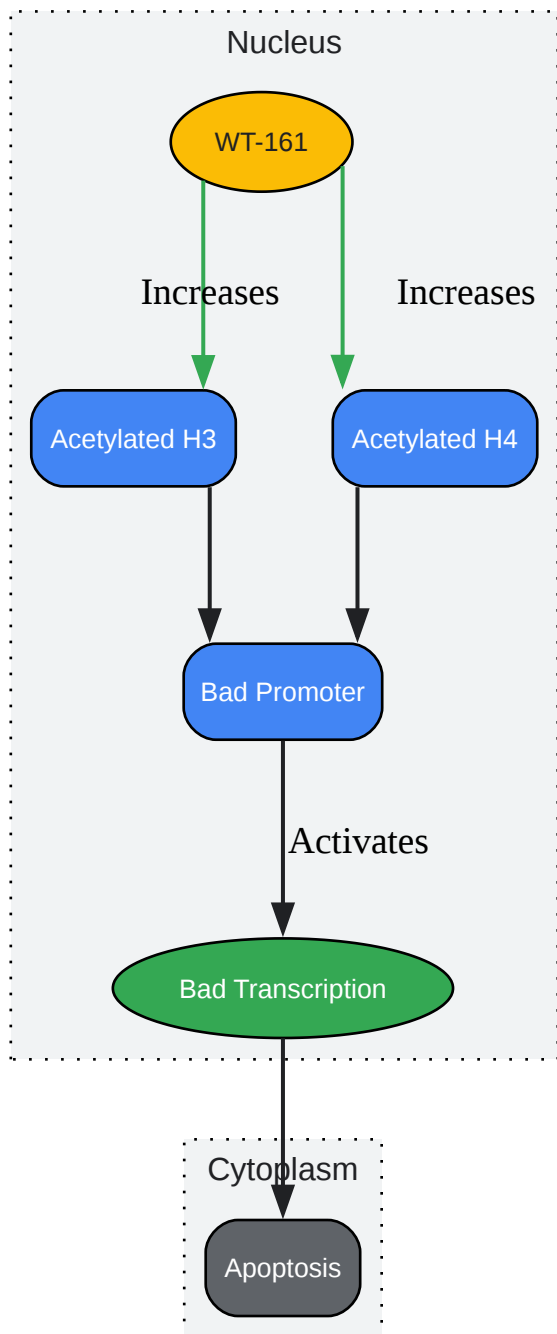 Nucleus
WT-161
Increases
Increases
Acetylated H3
Acetylated H4
Bad Promoter
Activates
Bad Transcription
Cytoplasm
Apoptosis